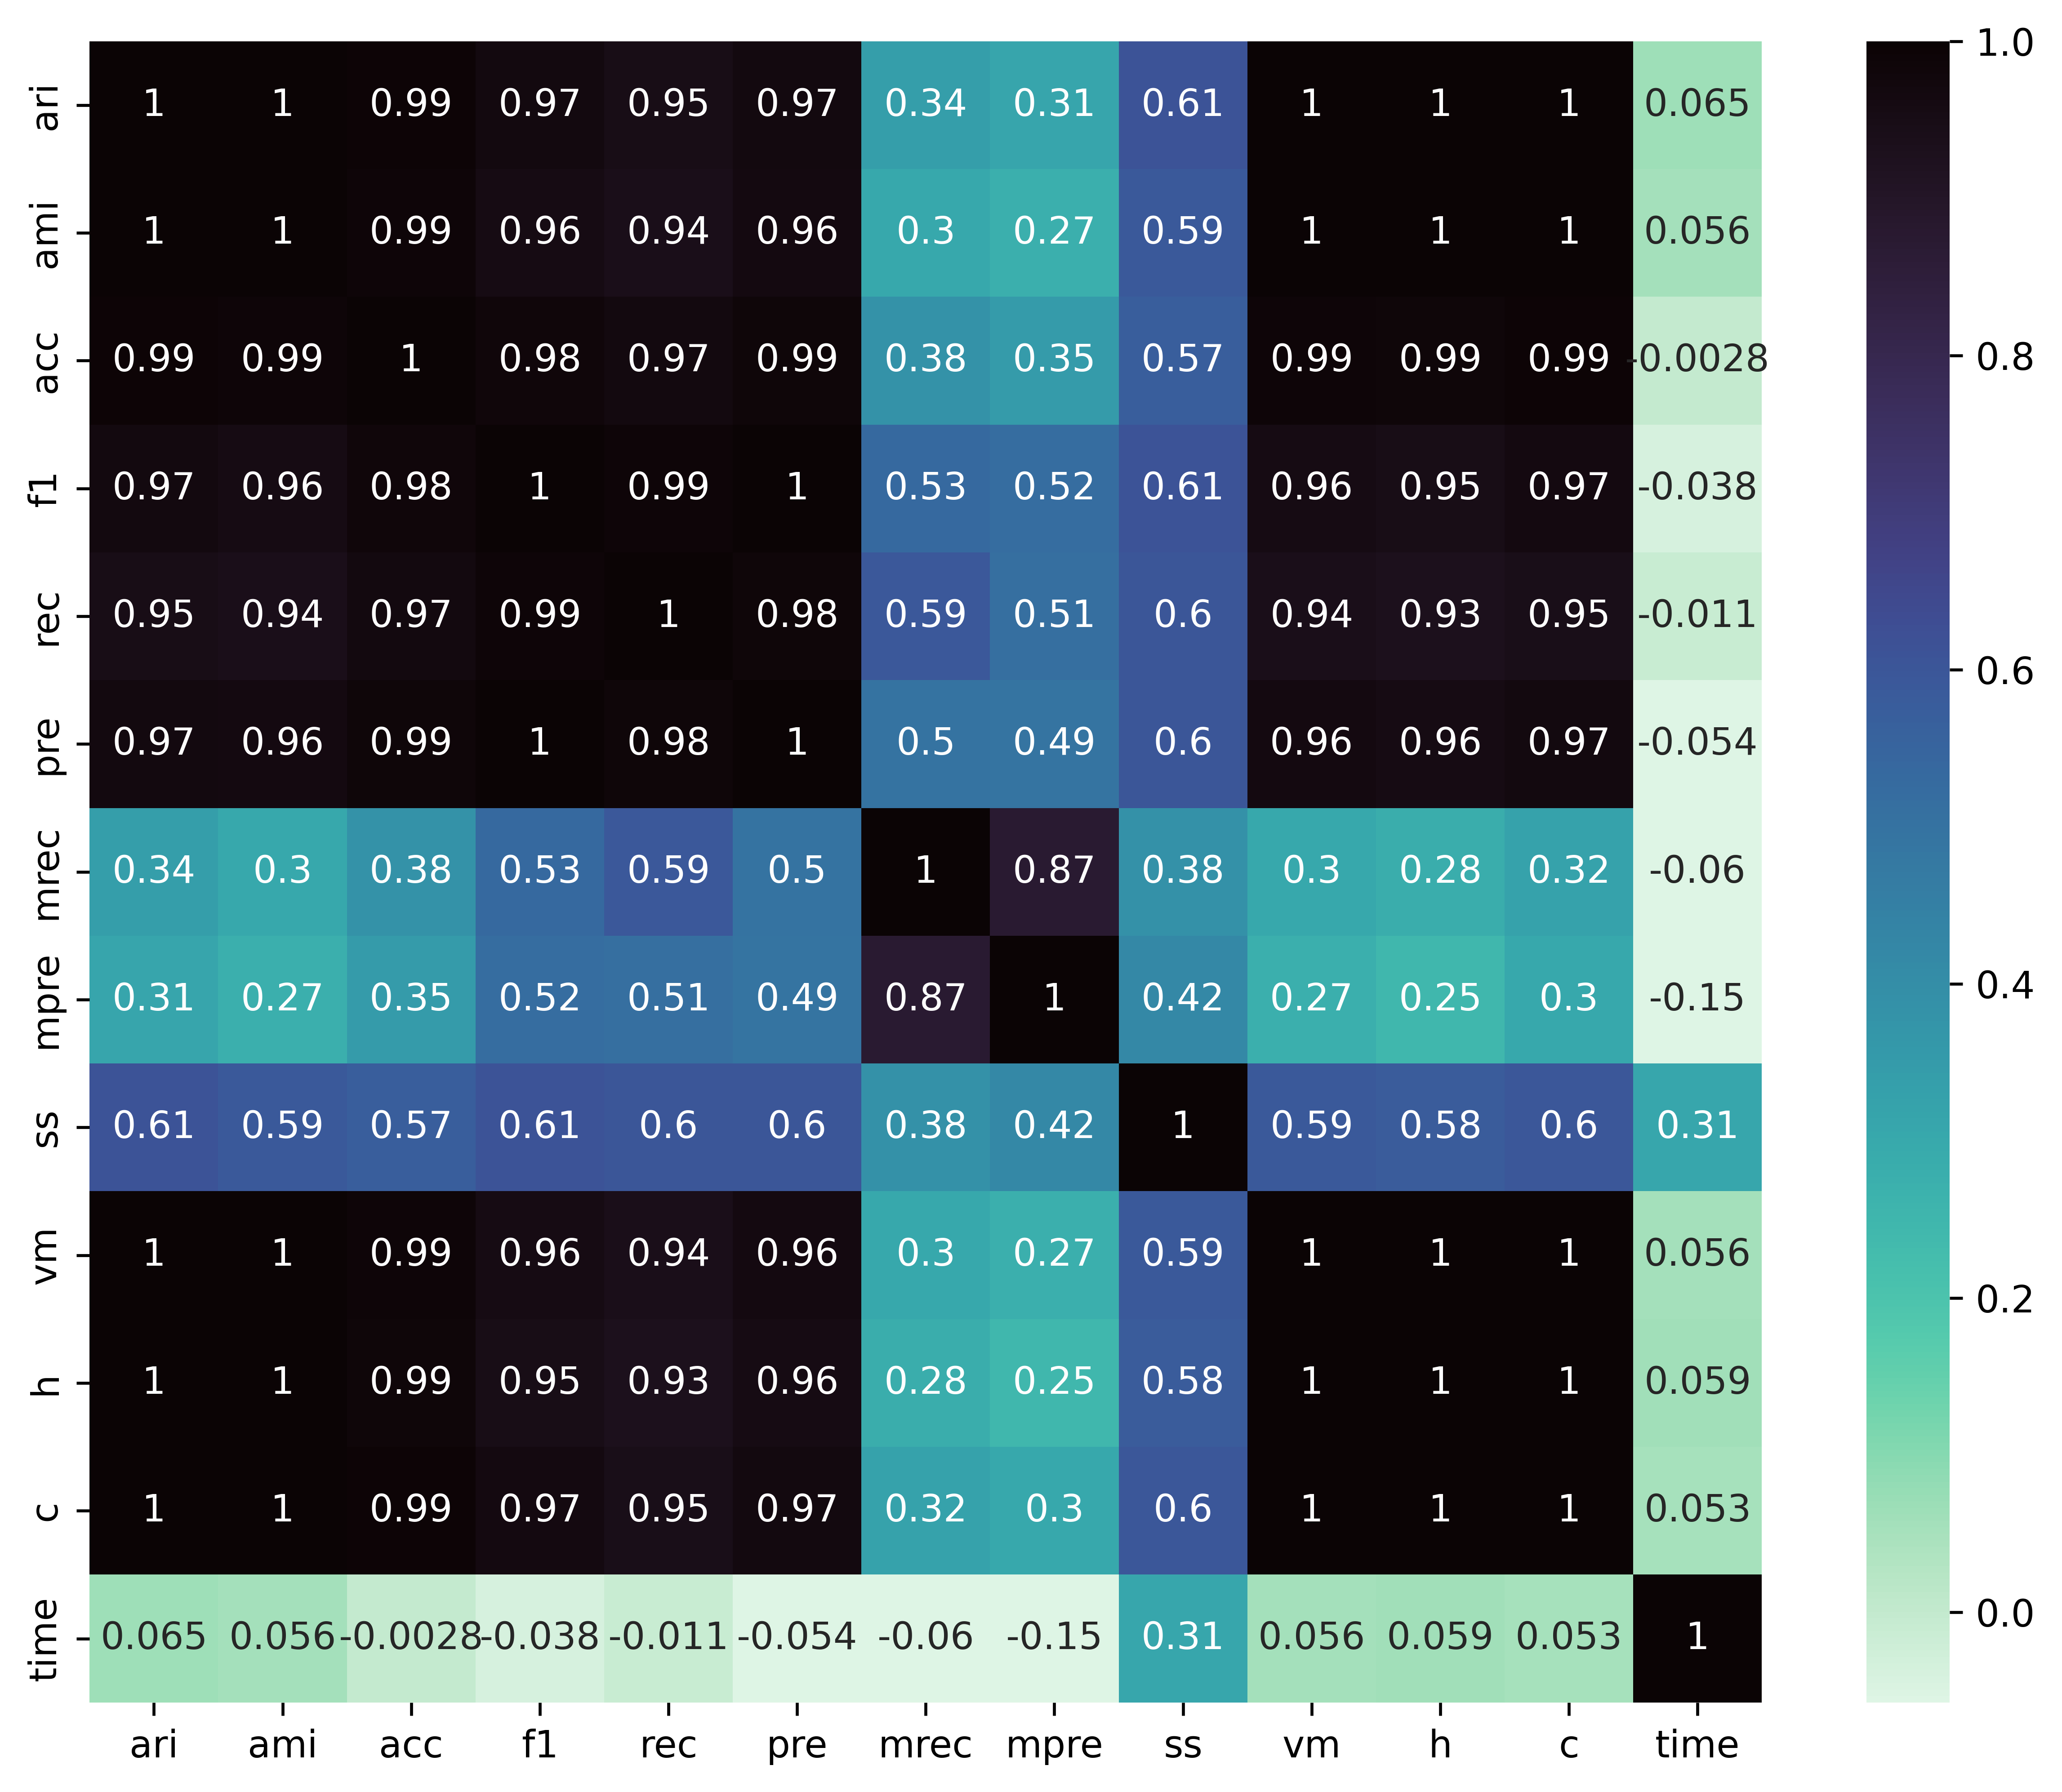 ari 1 1 0.99 0.97 0.95 0.97 0.34 0.31 0.61 1 1 1 0.065
ami 1 1 0.99 0.96 0.94 0.96 0.3 0.27 0.59 1 1 1 0.056
acc 0.99 0.99 1 0.98 0.97 0.99 0.38 0.35 0.57 0.99 0.99 0.99 -0.0028
f1 0.97 0.96 0.98 1 0.99 1 0.53 0.52 0.61 0.96 0.95 0.97 -0.038
rec 0.95 0.94 0.97 0.99 1 0.98 0.59 0.51 0.6 0.94 0.93 0.95 -0.011
pre 0.97 0.96 0.99 1 0.98 1 0.5 0.49 0.6 0.96 0.96 0.97 -0.054
mrec 0.34 0.3 0.38 0.53 0.59 0.5 1 0.87 0.38 0.3 0.28 0.32 -0.06
mpre 0.31 0.27 0.35 0.52 0.51 0.49 0.87 1 0.42 0.27 0.25 0.3 -0.15
ss 0.61 0.59 0.57 0.61 0.6 0.6 0.38 0.42 1 0.59 0.58 0.6 0.31
vm 1 1 0.99 0.96 0.94 0.96 0.3 0.27 0.59 1 1 1 0.056
h 1 1 0.99 0.95 0.93 0.96 0.28 0.25 0.58 1 1 1 0.059
c 1 1 0.99 0.97 0.95 0.97 0.32 0.3 0.6 1 1 1 0.053
time 0.065 0.056 -0.0028 -0.038 -0.011 -0.054 -0.06 -0.15 0.31 0.056 0.059 0.053 1
ari ami acc f1 rec pre mrec mpre ss vm h c time
1.0
0.8
0.6
0.4
0.2
0.0